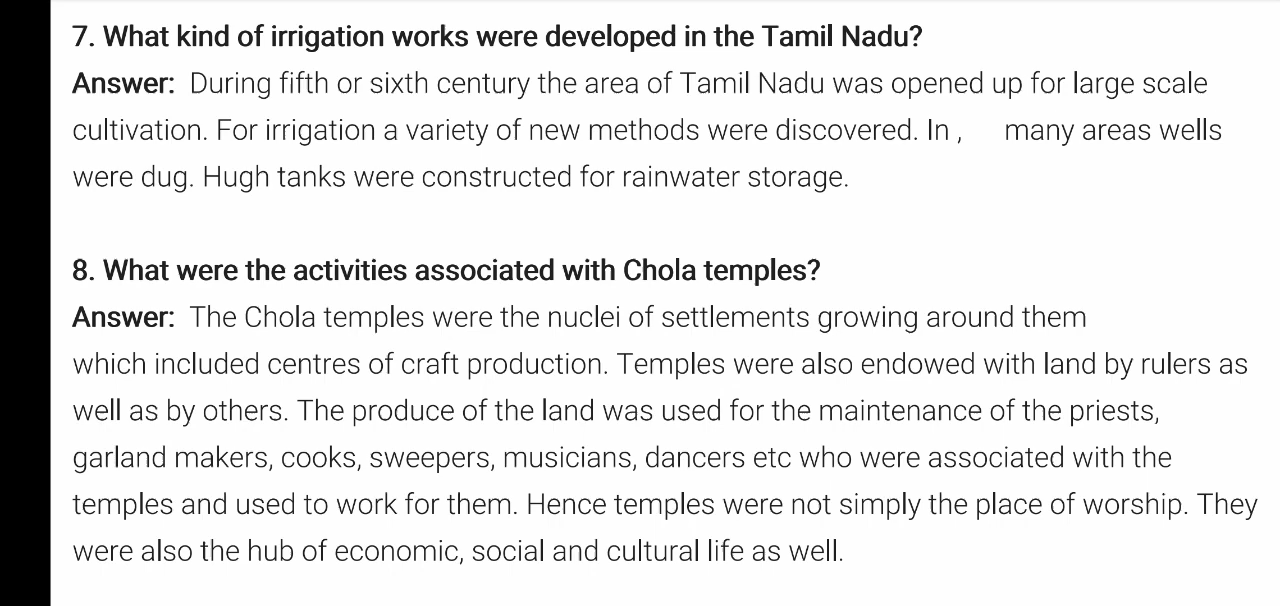 7. What kind of irrigation works were developed in the Tamil Nadu?
Answer: During fifth or sixth century the area of Tamil Nadu was opened up for large scale
cultivation. For irrigation a variety of new methods were discovered. In , many areas wells
were dug. Hugh tanks were constructed for rainwater storage.
8. What were the activities associated with Chola temples?
Answer: The Chola temples were the nuclei of settlements growing around them
which included centres of craft production. Temples were also endowed with land by rulers as
well as by others. The produce of the land was used for the maintenance of the priests,
garland makers, cooks, sweepers, musicians, dancers etc who were associated with the
temples and used to work for them. Hence temples were not simply the place of worship. They
were also the hub of economic, social and cultural life as well.